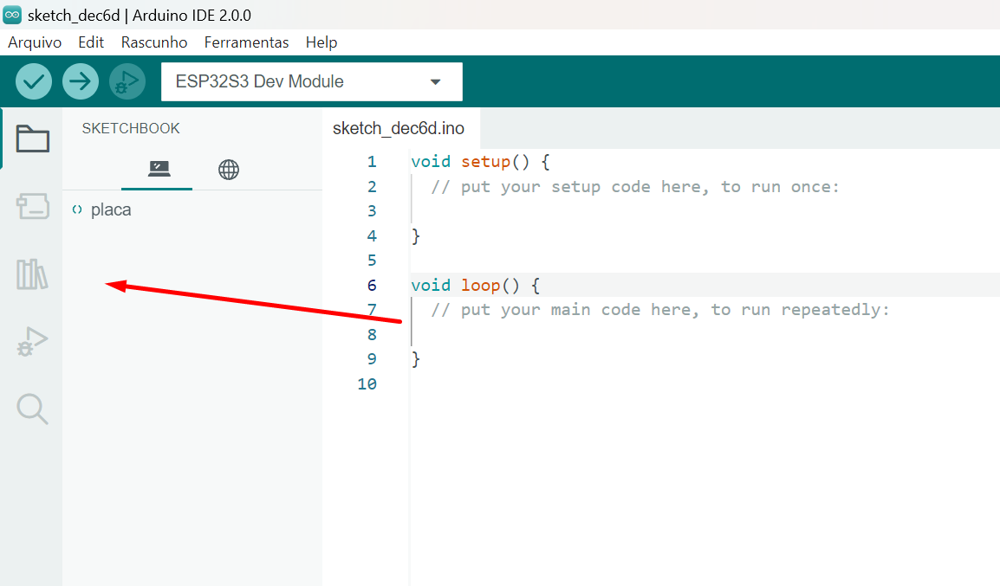 sketch_dec6d | Arduino IDE 2.0.0
Arquivo Edit Rascunho Ferramentas Help
ESP32S3 Dev Module
SKETCHBOOK
placa
sketch_dec6d.ino
1 void setup() {
2 // put your setup code here, to run once:
3
4 }
5
6 void loop() {
7 // put your main code here, to run repeatedly:
8
9 }
10